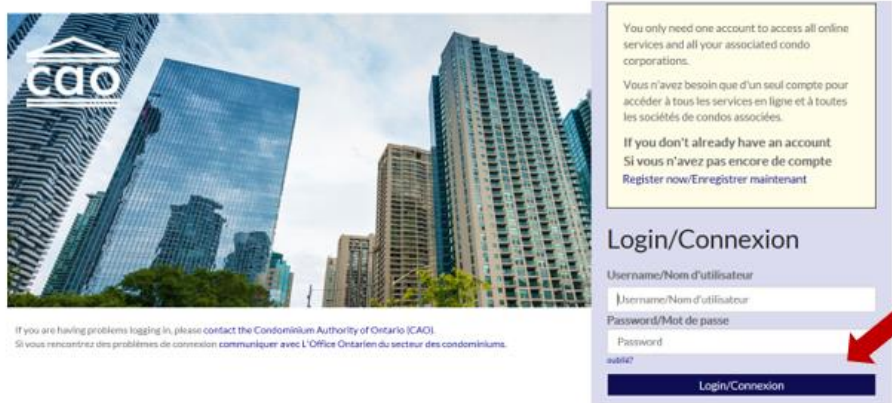 cao
You only need one account to access all online
services and all your associated condo
corporations.
Vous n'avez besoin que d'un seul compte pour
accéder à tous les services en ligne et à toutes
les sociétés de condos associées.
If you don't already have an account
Si vous n'avez pas encore de compte
Register now/Enregistrer maintenant
Login/Connexion
Username/Nom d'utilisateur
Username/Nom d'utilisateur
Password/Mot de passe
Password
oublié?
Login/Connexion
If you are having problems logging in, please contact the Condominium Authority of Ontario (CAO).
Si vous rencontrez des problèmes de connexion communiquer avec L'Office Ontarien du secteur des condominiums.